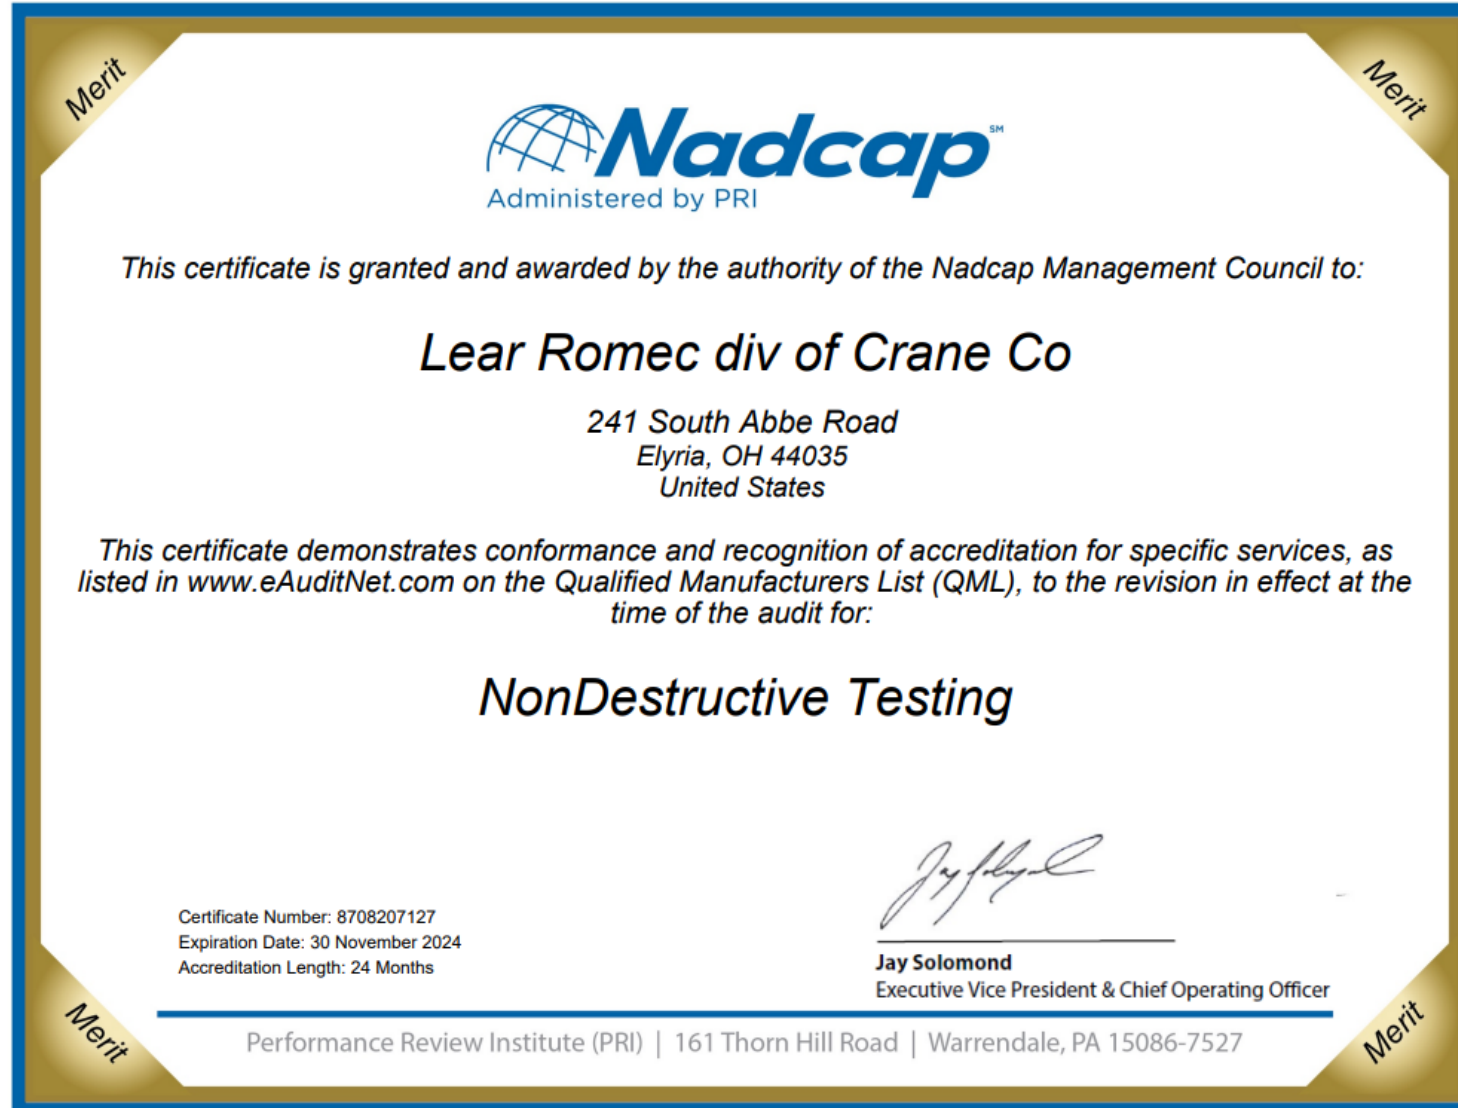 Merit
Merit
Nadcap SM
Administered by PRI
This certificate is granted and awarded by the authority of the Nadcap Management Council to:
Lear Romec div of Crane Co
241 South Abbe Road
Elyria, OH 44035
United States
This certificate demonstrates conformance and recognition of accreditation for specific services, as
listed in www.eAuditNet.com on the Qualified Manufacturers List (QML), to the revision in effect at the
time of the audit for:
NonDestructive Testing
Certificate Number: 8708207127
Expiration Date: 30 November 2024
Accreditation Length: 24 Months
Jay Solomond
Executive Vice President & Chief Operating Officer
Merit
Merit
Performance Review Institute (PRI) | 161 Thorn Hill Road | Warrendale, PA 15086-7527